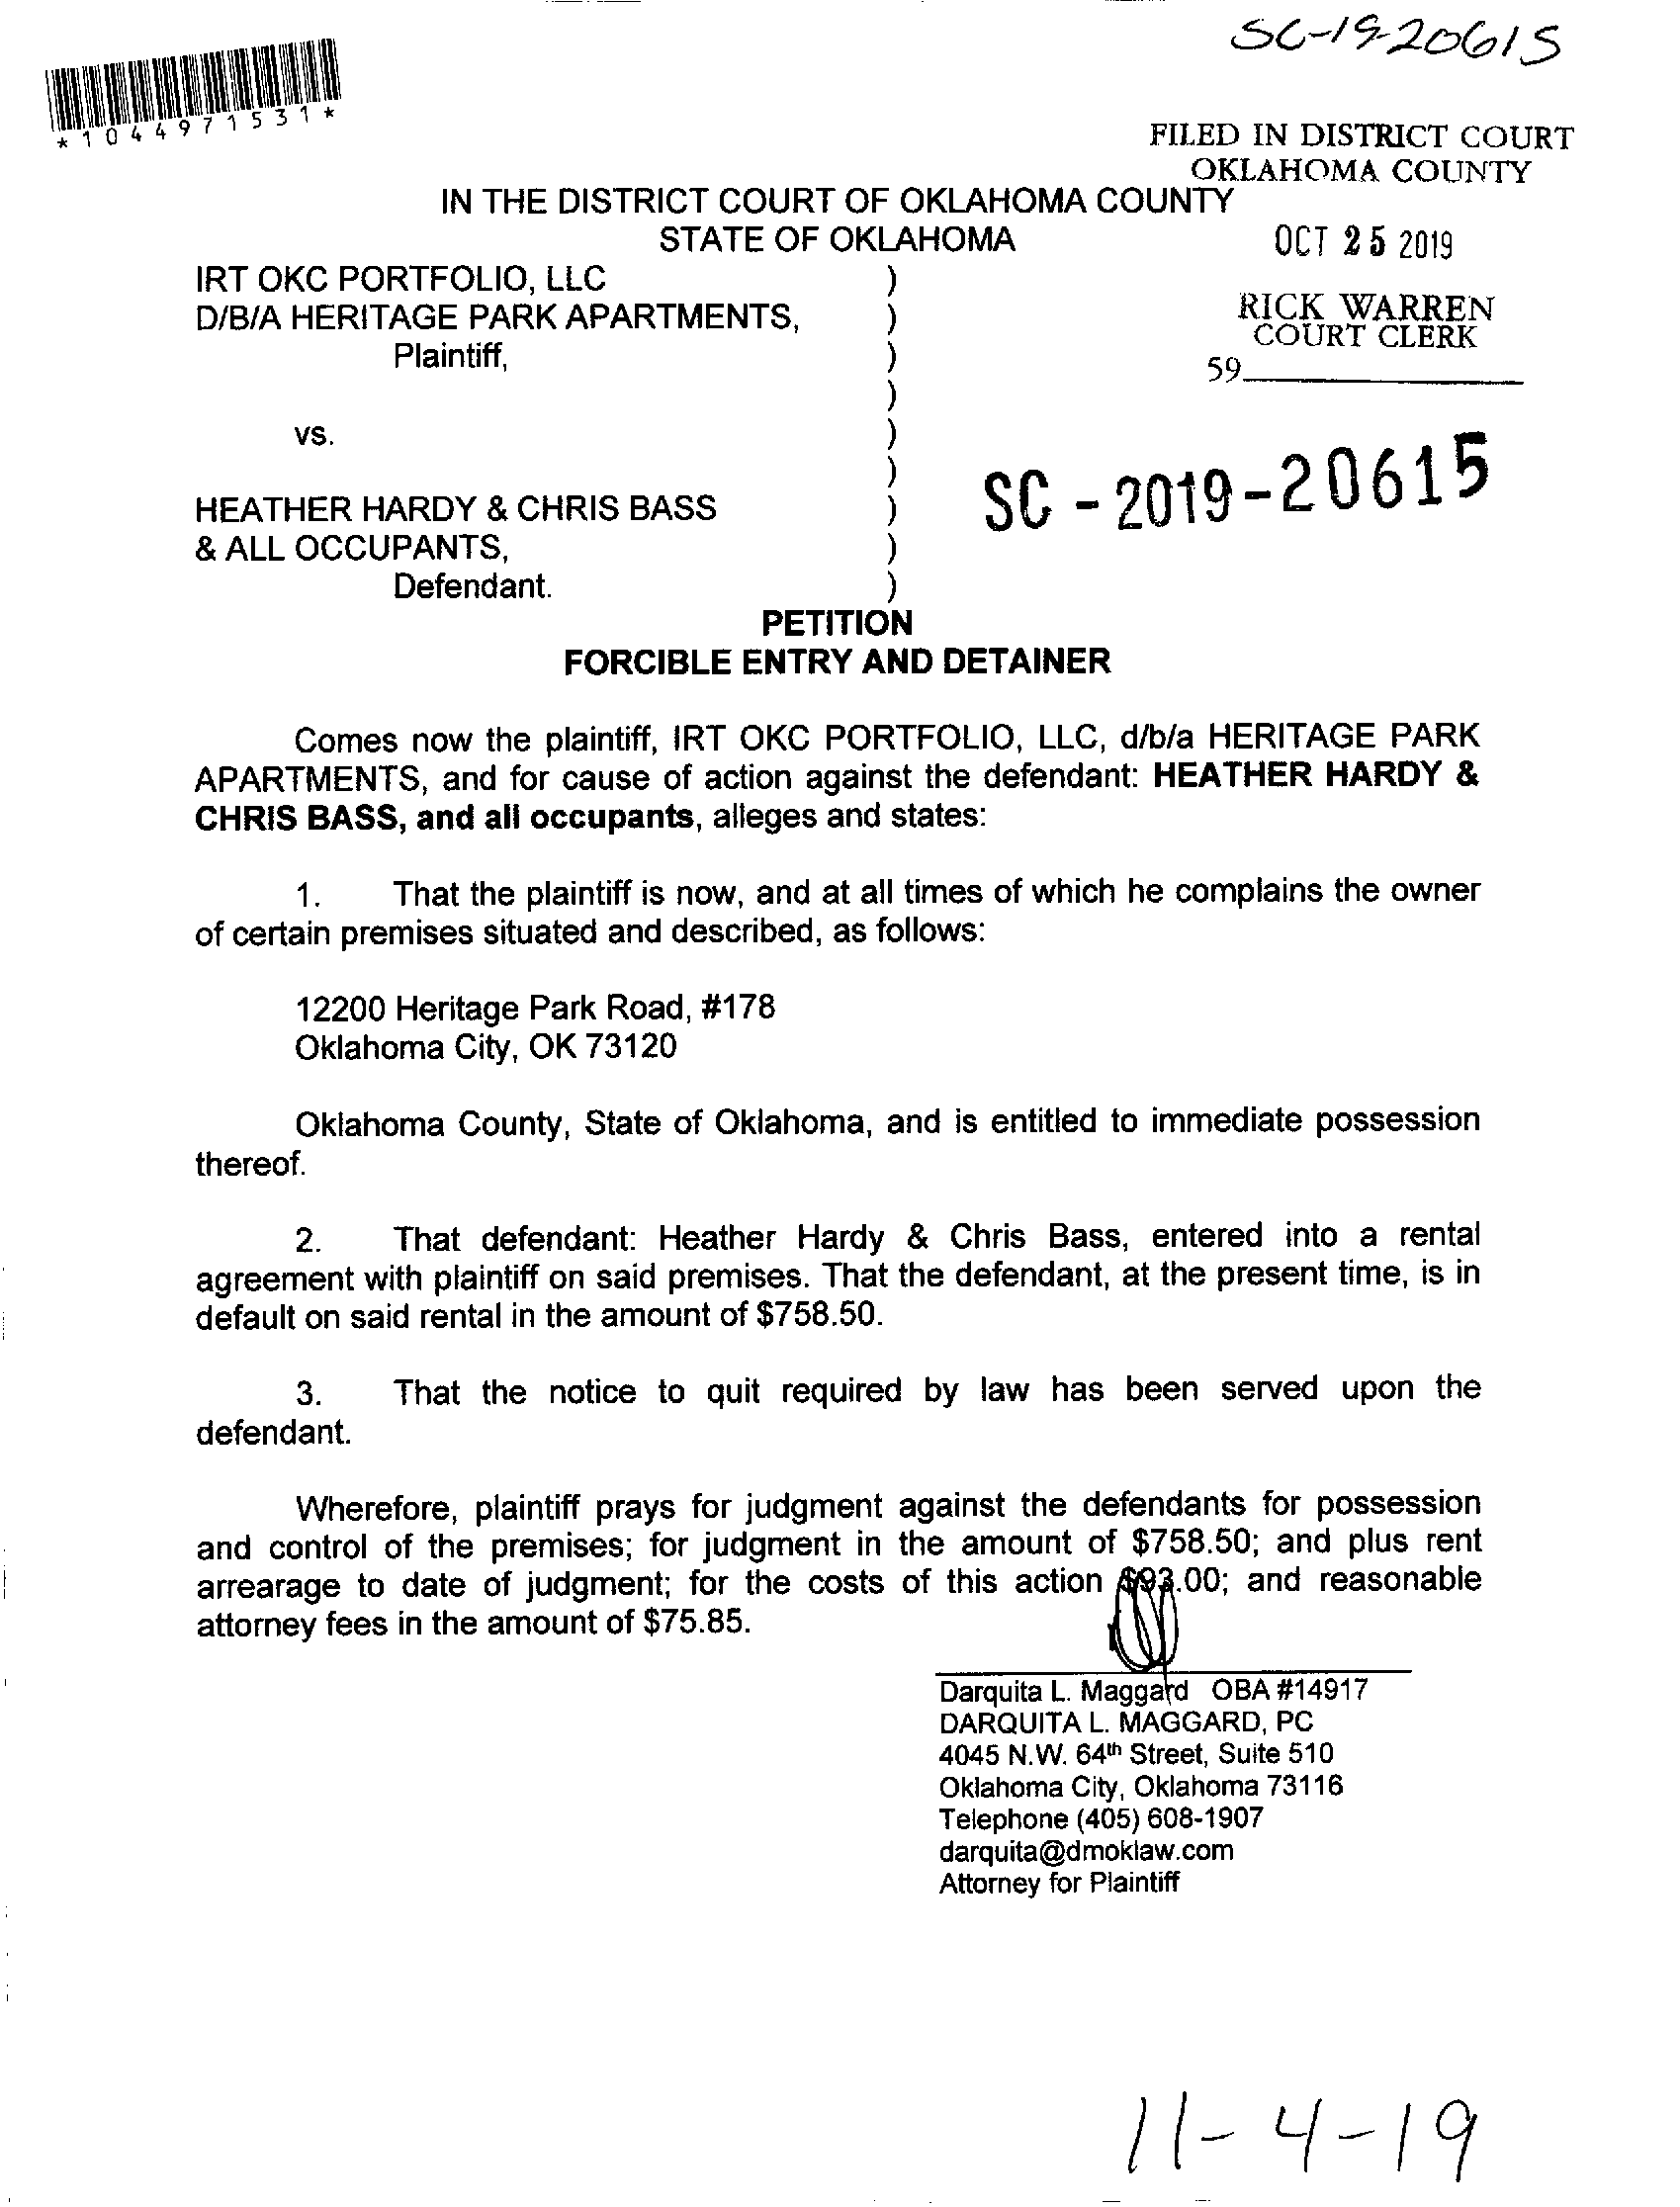 SC-19-20615
*1044971531*
FILED IN DISTRICT COURT
OKLAHOMA COUNTY
IN THE DISTRICT COURT OF OKLAHOMA COUNTY
STATE OF OKLAHOMA
OCT 25 2019
IRT OKC PORTFOLIO, LLC )
D/B/A HERITAGE PARK APARTMENTS, )
RICK WARREN
COURT CLERK
Plaintiff, )
59
)
vs. )
)
SC - 2019-20615
HEATHER HARDY & CHRIS BASS )
& ALL OCCUPANTS, )
Defendant. )
PETITION
FORCIBLE ENTRY AND DETAINER
Comes now the plaintiff, IRT OKC PORTFOLIO, LLC, d/b/a HERITAGE PARK
APARTMENTS, and for cause of action against the defendant: HEATHER HARDY &
CHRIS BASS, and all occupants, alleges and states:
1. That the plaintiff is now, and at all times of which he complains the owner
of certain premises situated and described, as follows:
12200 Heritage Park Road, #178
Oklahoma City, OK 73120
Oklahoma County, State of Oklahoma, and is entitled to immediate possession
thereof.
2. That defendant: Heather Hardy & Chris Bass, entered into a rental
agreement with plaintiff on said premises. That the defendant, at the present time, is in
default on said rental in the amount of $758.50.
3. That the notice to quit required by law has been served upon the
defendant.
Wherefore, plaintiff prays for judgment against the defendants for possession
and control of the premises; for judgment in the amount of $758.50; and plus rent
arrearage to date of judgment; for the costs of this action $93.00; and reasonable
attorney fees in the amount of $75.85.
Darquita L. Maggard OBA #14917
DARQUITA L. MAGGARD, PC
4045 N.W. 64th Street, Suite 510
Oklahoma City, Oklahoma 73116
Telephone (405) 608-1907
darquita@dmoklaw.com
Attorney for Plaintiff
11-4-19